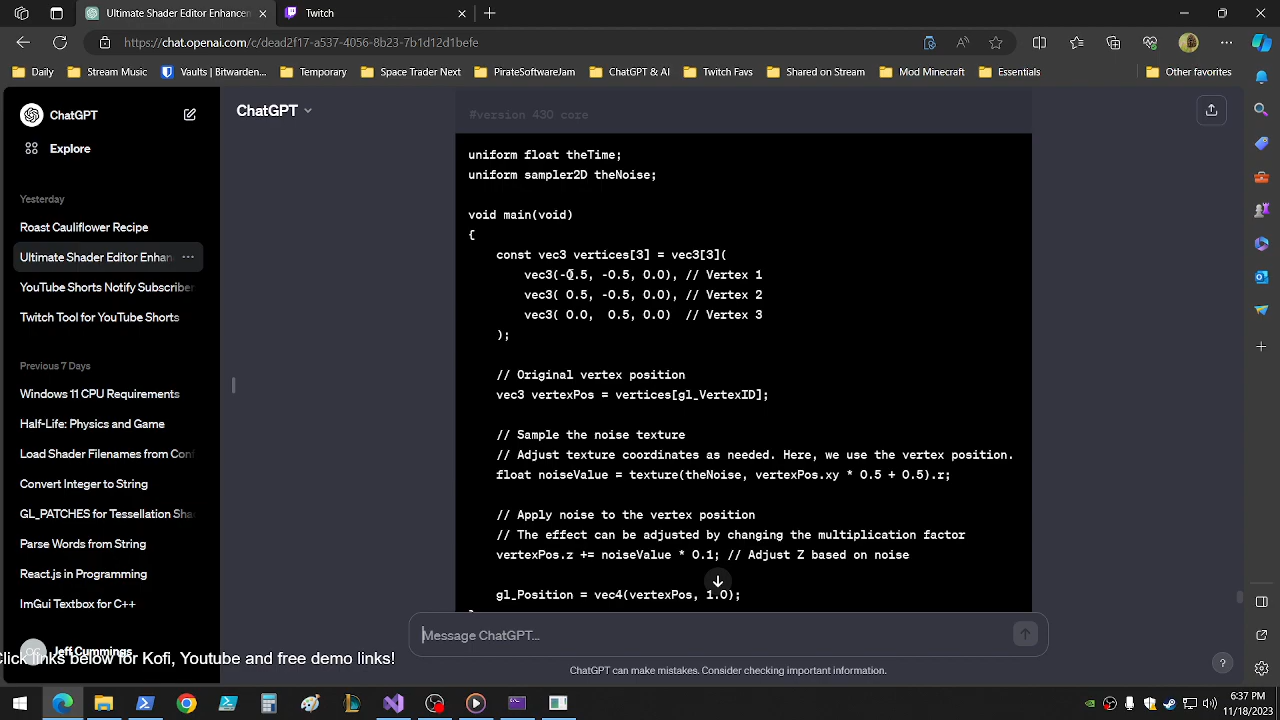 Ultimate Shader Editor Enhan
Twitch
https://chat.openai.com/c/dead2f17-a537-4056-8b23-7b1d12d1befe
Daily
Stream Music
Vaults | Bitwarden...
Temporary
Space Trader Next
PirateSoftwareJam
ChatGPT & AI
Twitch Favs
Shared on Stream
Mod Minecraft
Essentials
Other favorites
ChatGPT
Explore
Yesterday
Roast Cauliflower Recipe
Ultimate Shader Editor Enhan
YouTube Shorts Notify Subscriber
Twitch Tool for YouTube Shorts
Previous 7 Days
Windows 11 CPU Requirements
Half-Life: Physics and Game
Load Shader Filenames from Conf
Convert Integer to String
GL_PATCHES for Tessellation Sha
Parse Words from String
React.js in Programming
ImGui Textbox for C++
Jeff Cummings
Click links below for Kofi, Youtube and free demo links!
ChatGPT
#version 430 core
uniform float theTime;
uniform sampler2D theNoise;
void main(void)
{
const vec3 vertices[3] = vec3[3](
vec3(-0.5, -0.5, 0.0), // Vertex 1
vec3( 0.5, -0.5, 0.0), // Vertex 2
vec3( 0.0,  0.5, 0.0)  // Vertex 3
);
// Original vertex position
vec3 vertexPos = vertices[gl_VertexID];
// Sample the noise texture
// Adjust texture coordinates as needed. Here, we use the vertex position.
float noiseValue = texture(theNoise, vertexPos.xy * 0.5 + 0.5).r;
// Apply noise to the vertex position
// The effect can be adjusted by changing the multiplication factor
vertexPos.z += noiseValue * 0.1; // Adjust Z based on noise
gl_Position = vec4(vertexPos, 1.0);
Message ChatGPT...
ChatGPT can make mistakes. Consider checking important information.
?
6:37 PM
11/18/2023